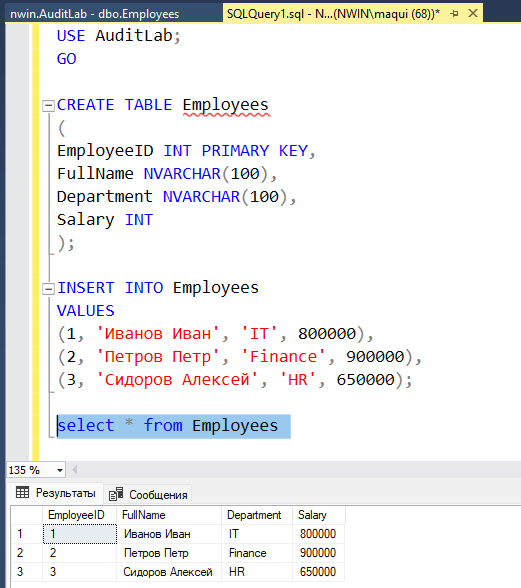 nwin.AuditLab - dbo.Employees
SQLQuery1.sql - N...(NWIN\maqui (68))*
USE AuditLab;
GO
CREATE TABLE Employees
(
EmployeeID INT PRIMARY KEY,
FullName NVARCHAR(100),
Department NVARCHAR(100),
Salary INT
);
INSERT INTO Employees
VALUES
(1, 'Иванов Иван', 'IT', 800000),
(2, 'Петров Петр', 'Finance', 900000),
(3, 'Сидоров Алексей', 'HR', 650000);
select * from Employees
135 %
Результаты Сообщения
EmployeeID FullName Department Salary
1 1 Иванов Иван IT 800000
2 2 Петров Петр Finance 900000
3 3 Сидоров Алексей HR 650000